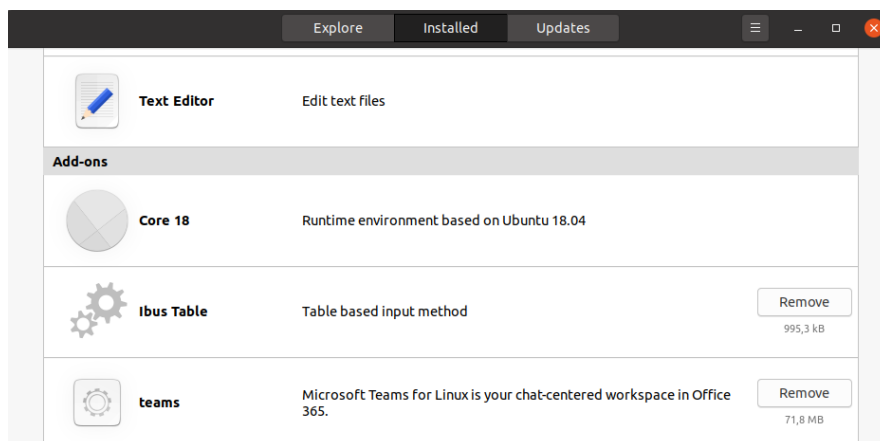 Explore Installed Updates
Text Editor Edit text files
Add-ons
Core 18 Runtime environment based on Ubuntu 18.04
Ibus Table Table based input method Remove
995,3 kB
teams Microsoft Teams for Linux is your chat-centered workspace in Office
365.
Remove
71,8 MB